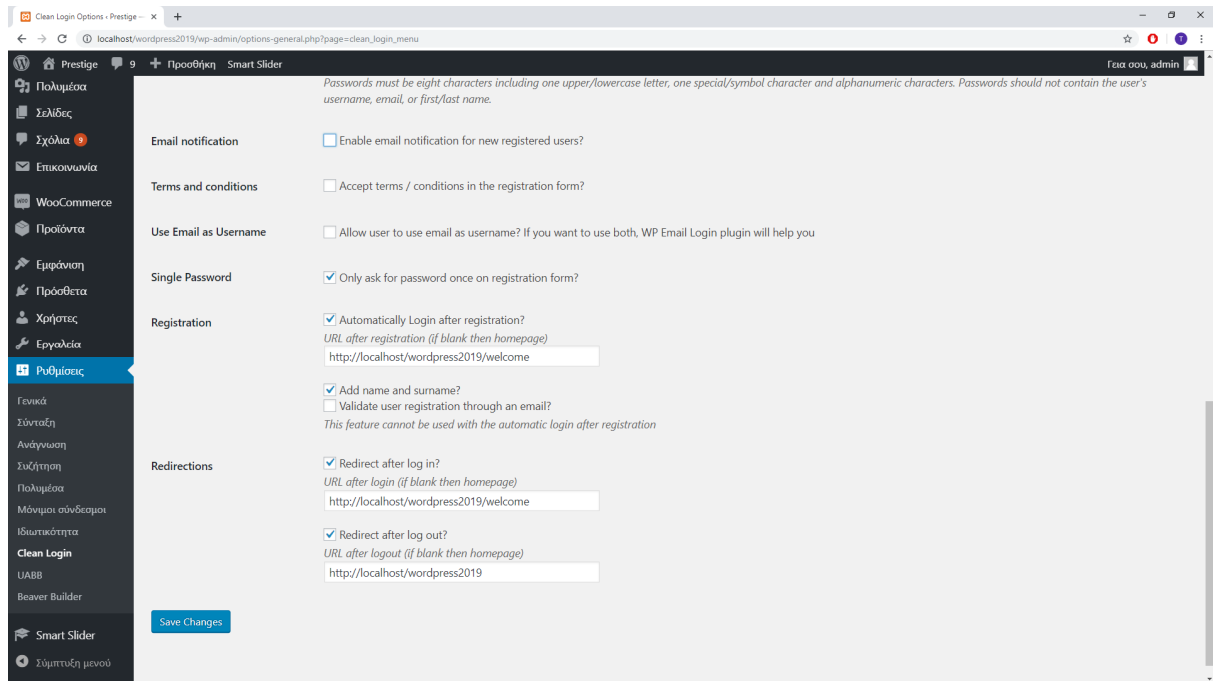 Clean Login Options ‹ Prestige —
localhost/wordpress2019/wp-admin/options-general.php?page=clean_login_menu
Prestige 9 Προσθήκη Smart Slider
Γεια σου, admin
Πολυμέσα
Σελίδες
Σχόλια 9
Επικοινωνία
WooCommerce
Προϊόντα
Εμφάνιση
Πρόσθετα
Χρήστες
Εργαλεία
Ρυθμίσεις
Γενικά
Σύνταξη
Ανάγνωση
Συζήτηση
Πολυμέσα
Μόνιμοι σύνδεσμοι
Ιδιωτικότητα
Clean Login
UABB
Beaver Builder
Smart Slider
Σύμπτυξη μενού
Passwords must be eight characters including one upper/lowercase letter, one special/symbol character and alphanumeric characters. Passwords should not contain the user's
username, email, or first/last name.
Email notification
Enable email notification for new registered users?
Terms and conditions
Accept terms / conditions in the registration form?
Use Email as Username
Allow user to use email as username? If you want to use both, WP Email Login plugin will help you
Single Password
Only ask for password once on registration form?
Registration
Automatically Login after registration?
URL after registration (if blank then homepage)
http://localhost/wordpress2019/welcome
Add name and surname?
Validate user registration through an email?
This feature cannot be used with the automatic login after registration
Redirections
Redirect after log in?
URL after login (if blank then homepage)
http://localhost/wordpress2019/welcome
Redirect after log out?
URL after logout (if blank then homepage)
http://localhost/wordpress2019
Save Changes